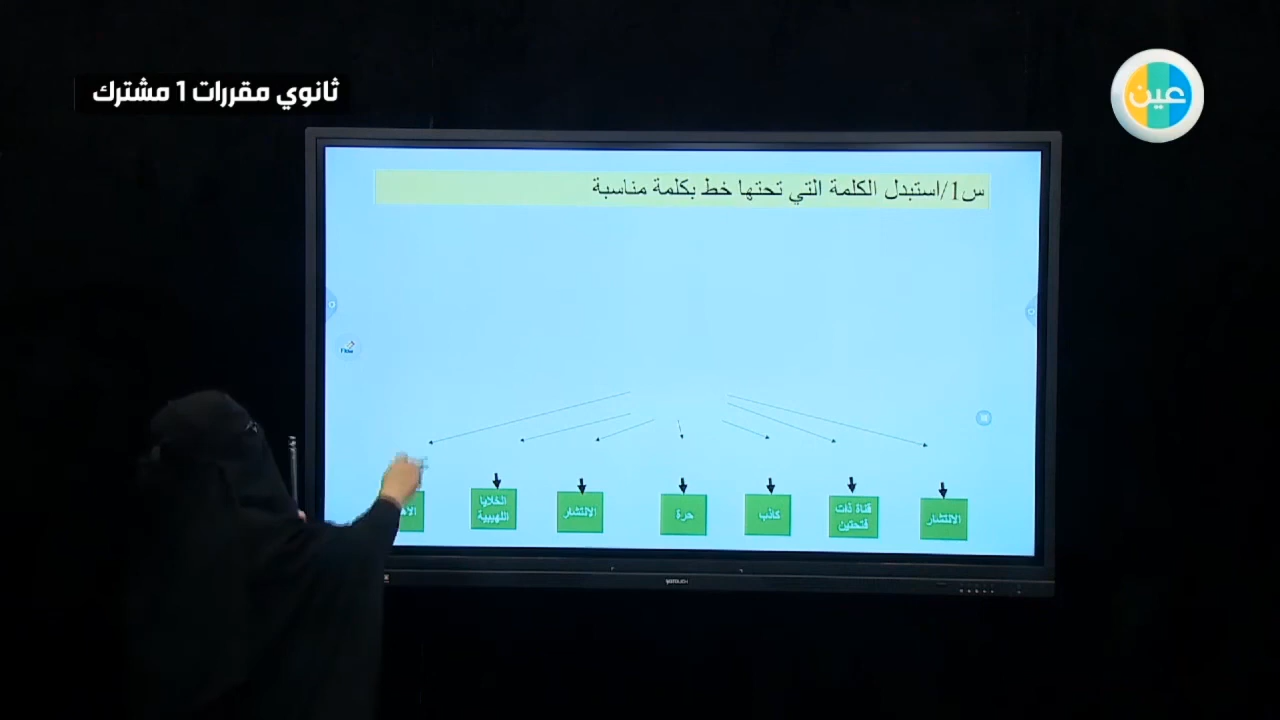 ثانوي مقررات 1 مشترك
عين
س1/استبدل الكلمة التي تحتها خط بكلمة مناسبة
الانتشار
قناة ذات
فتحتين
كاذب
حرة
الانتشار
الخلايا
اللهيبية